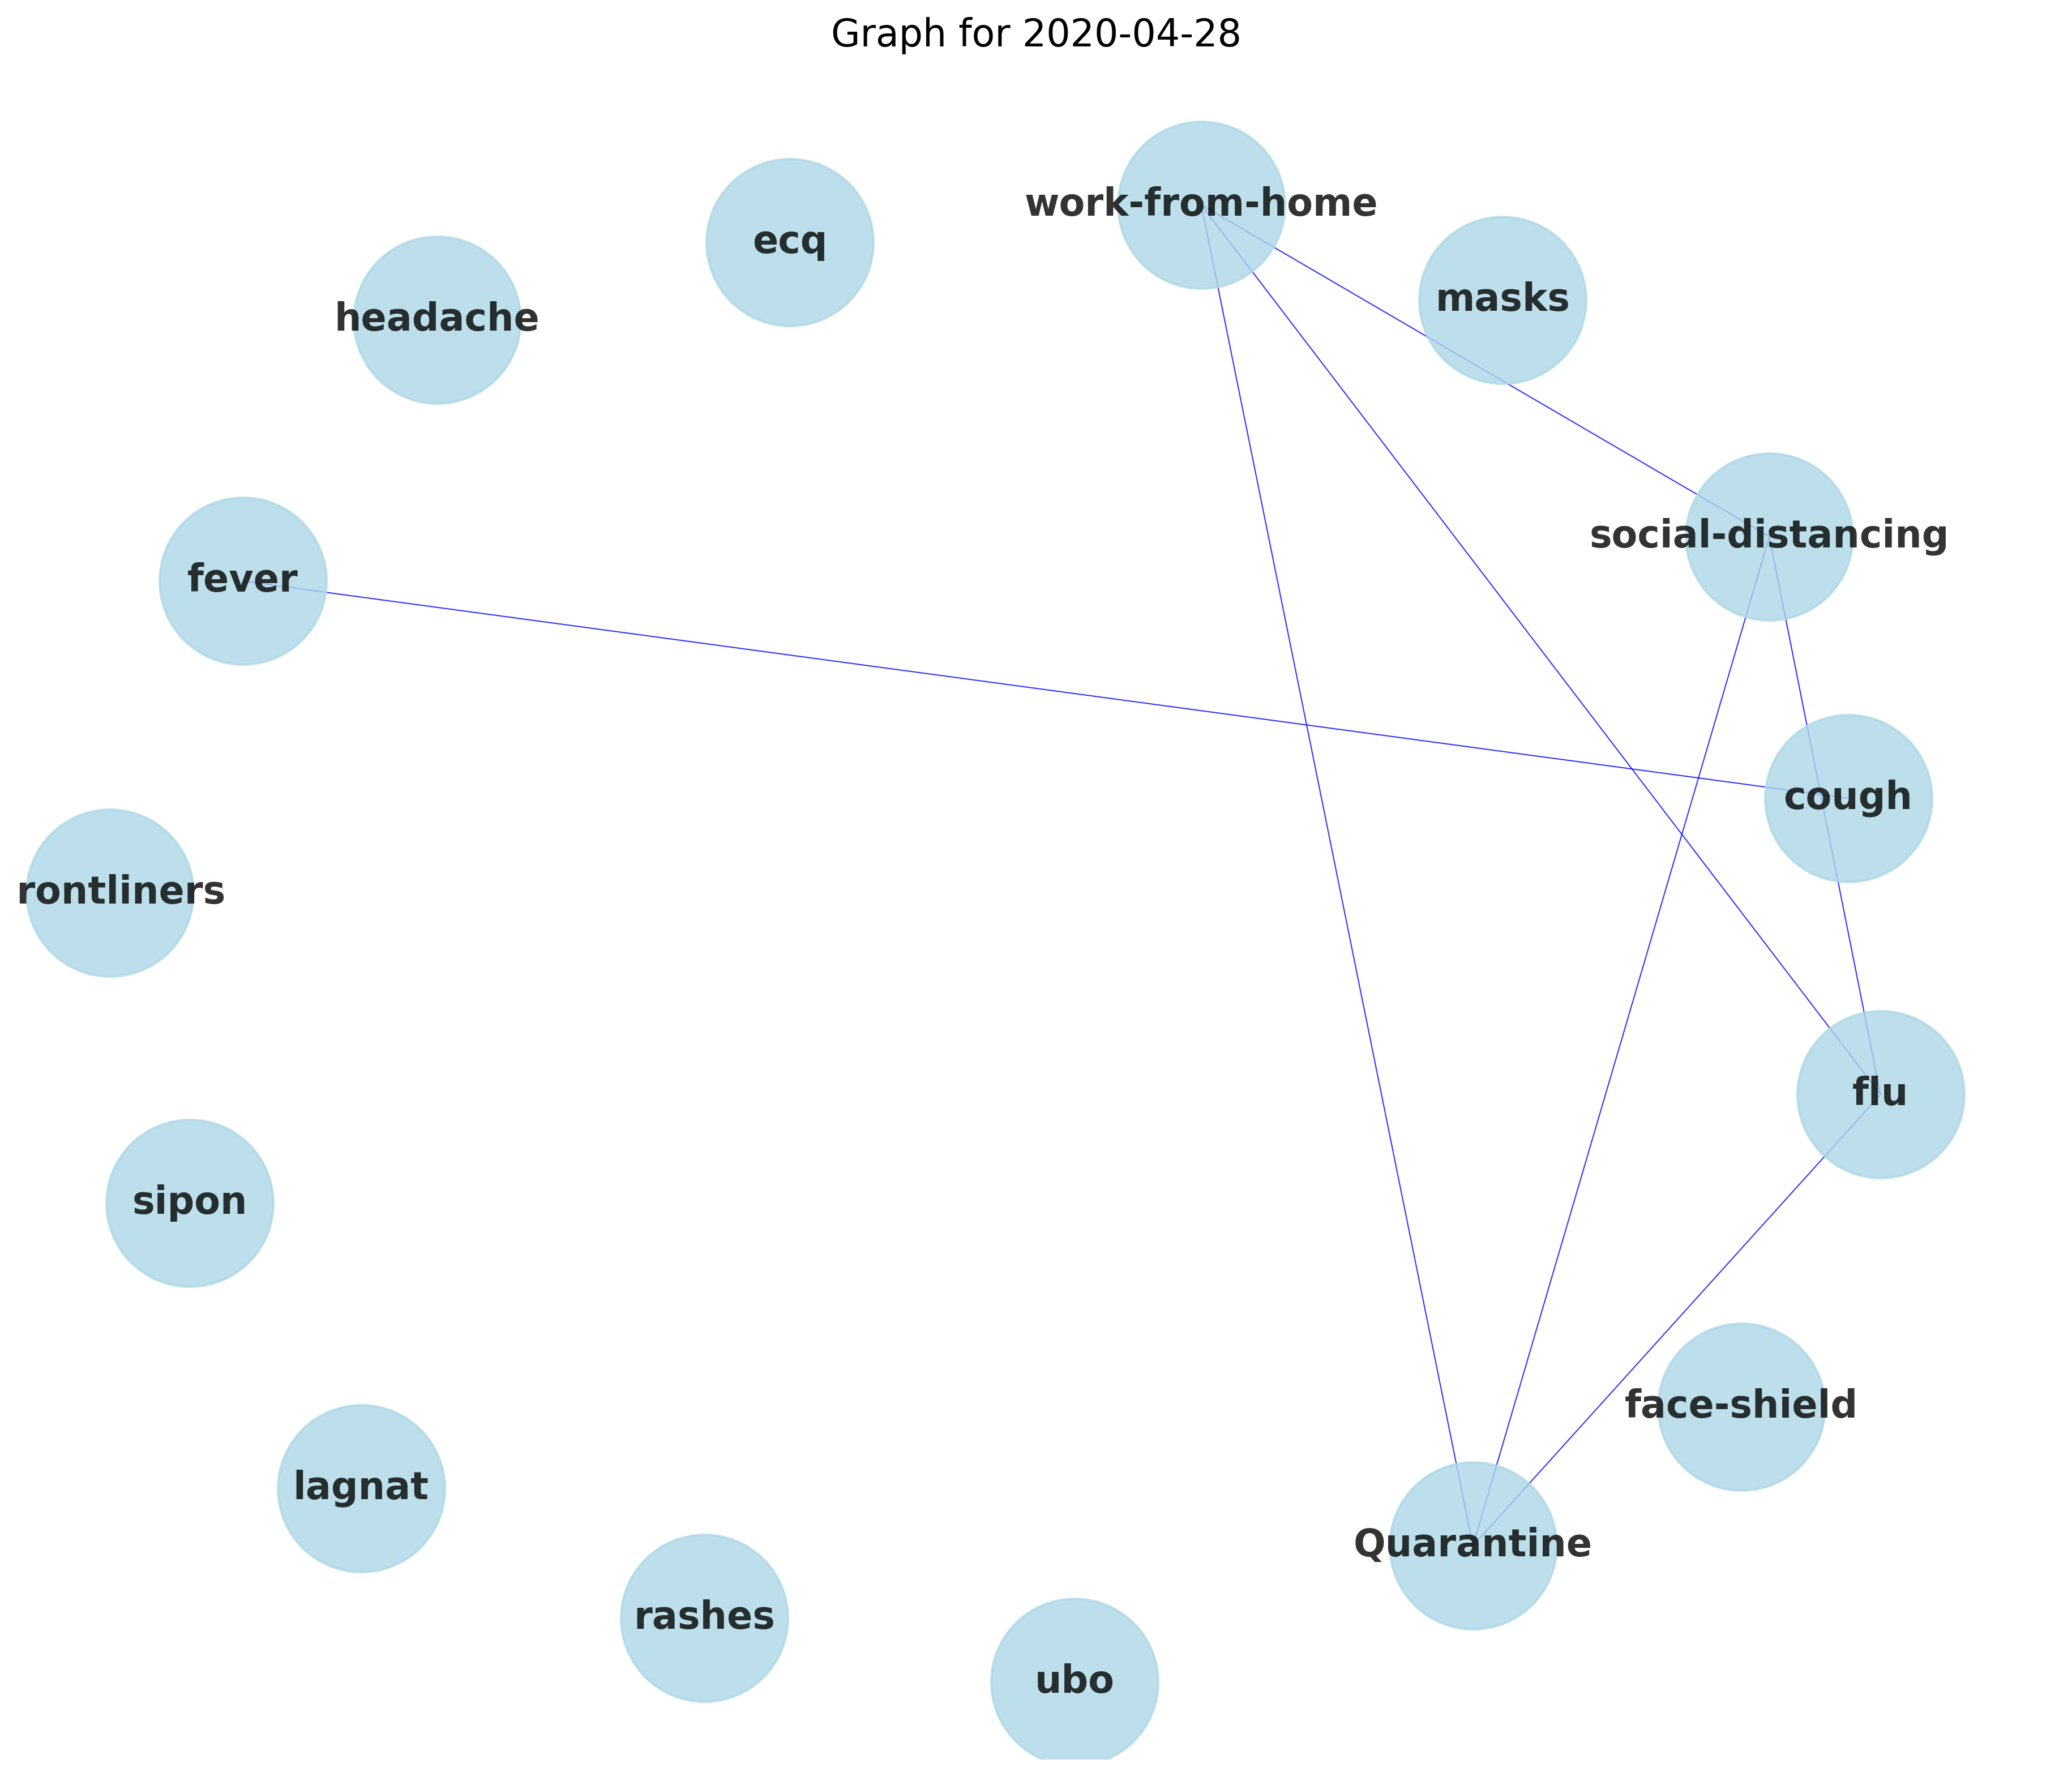 Graph for 2020-04-28
work-from-home
ecq
masks
headache
social-distancing
fever
cough
rontliners
flu
sipon
face-shield
lagnat
Quarantine
rashes
ubo